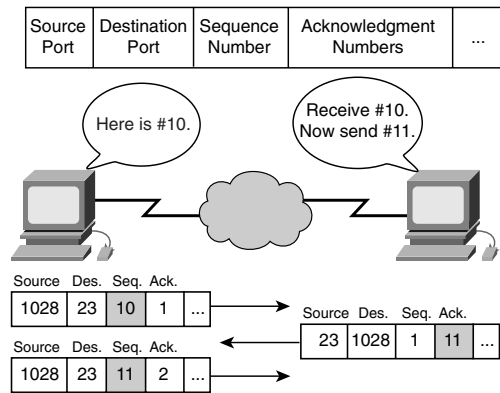 Source Port Destination Port Sequence Number Acknowledgment Numbers ...
Here is #10.
Receive #10.
Now send #11.
Source Des. Seq. Ack.
1028 23 10 1 ...
Source Des. Seq. Ack.
23 1028 1 11 ...
Source Des. Seq. Ack.
1028 23 11 2 ...